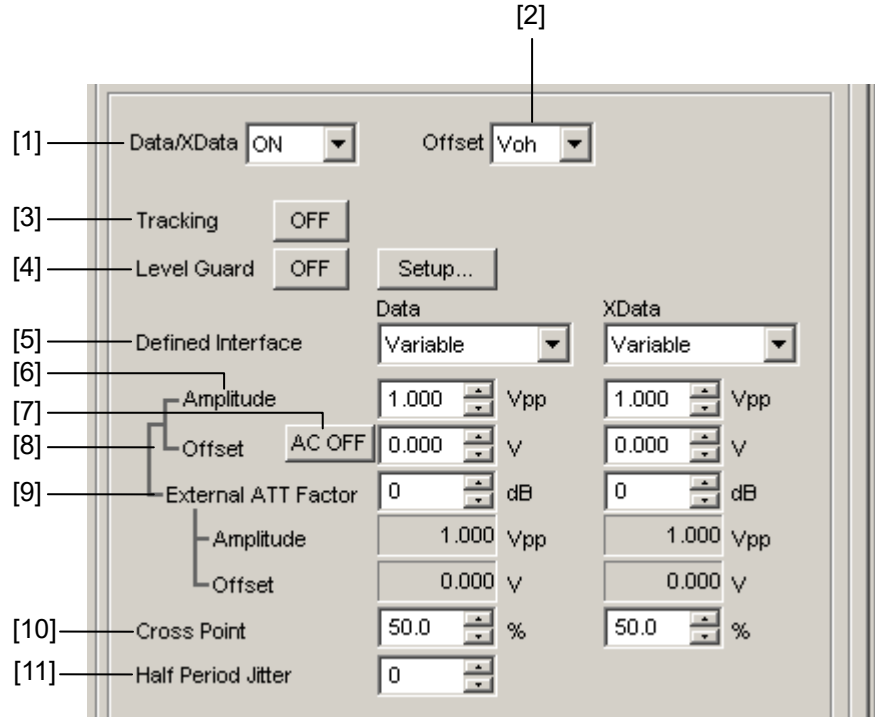 [2]
[1] Data/XData ON Offset Voh
[3] Tracking OFF
[4] Level Guard OFF Setup...
Data XData
[5] Defined Interface Variable Variable
[6] Amplitude 1.000 Vpp 1.000 Vpp
[7]
[8] Offset AC OFF 0.000 V 0.000 V
[9] External ATT Factor 0 dB 0 dB
Amplitude 1.000 Vpp 1.000 Vpp
Offset 0.000 V 0.000 V
[10] Cross Point 50.0 % 50.0 %
[11] Half Period Jitter 0